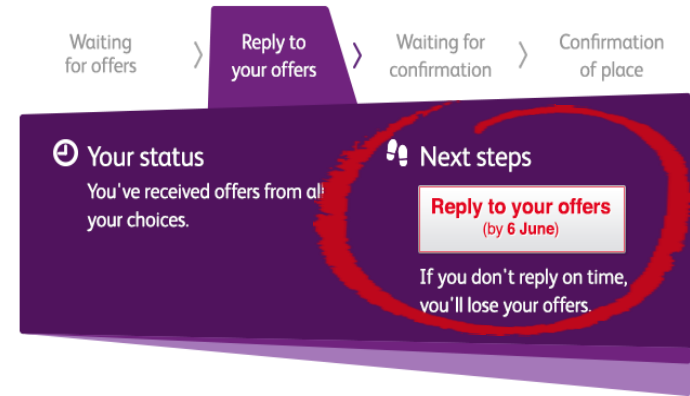 Waiting
for offers
Reply to
your offers
Waiting for
confirmation
Confirmation
of place
Your status
You've received offers from all
your choices.
Next steps
Reply to your offers
(by 6 June)
If you don't reply on time,
you'll lose your offers.